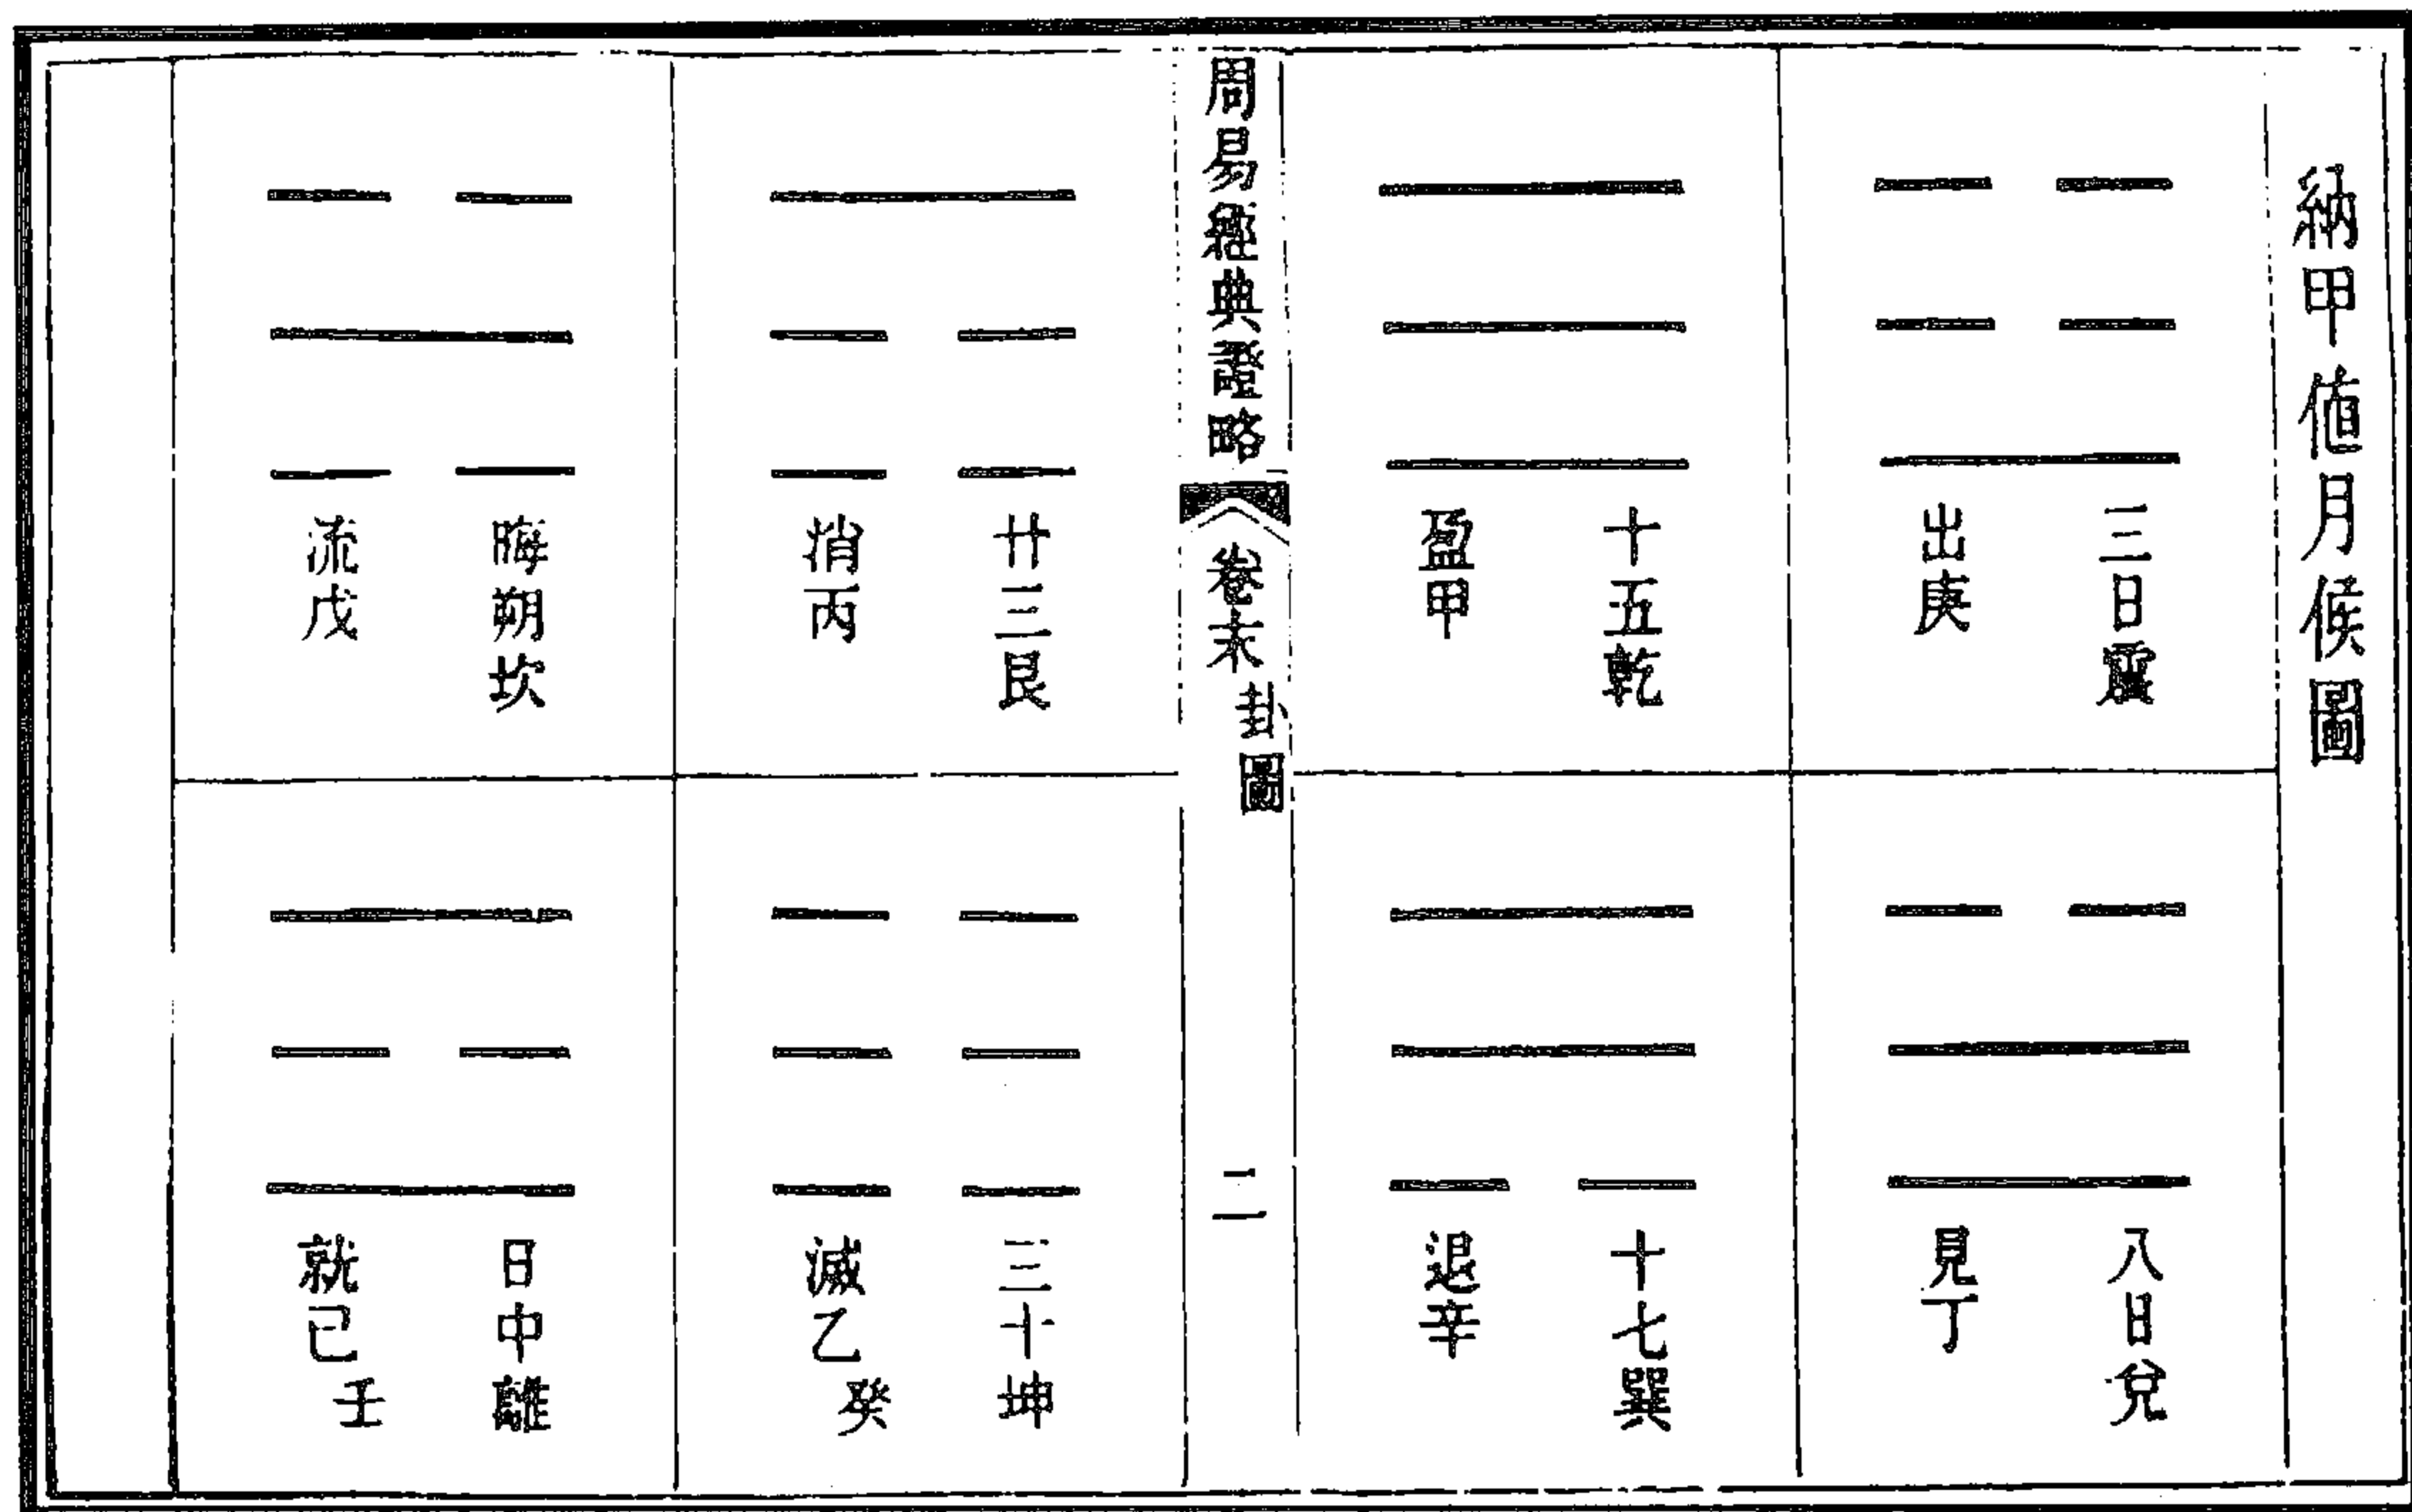 納甲値月候圖
三日震
出庚
八日兌
見丁
十五乾
盈甲
十七巽
退辛
周易經典證略
卷末
卦圖
二
廿三艮
消丙
三十坤
滅乙癸
晦朔坎
流戊
日中離
就己壬